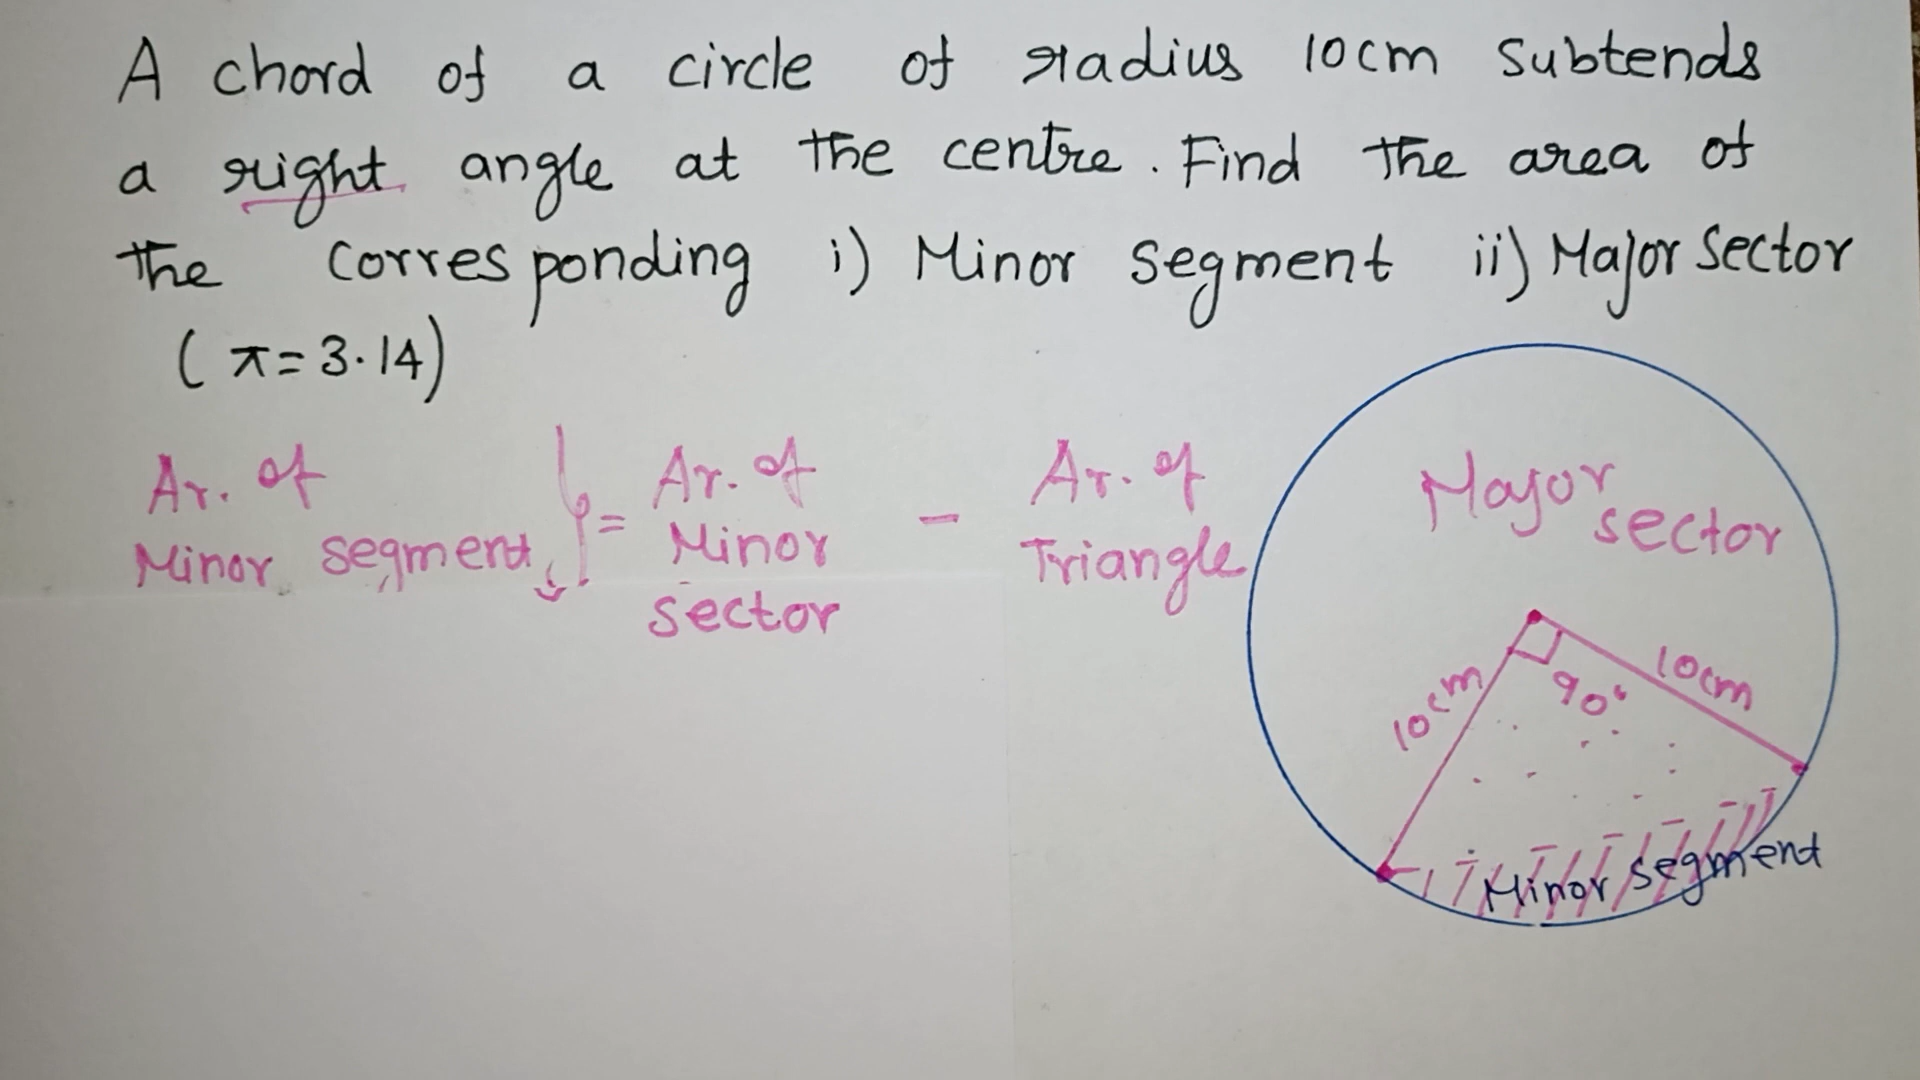 A chord of a circle of radius 10cm subtends
a right angle at the centre. Find the area of
the corresponding i) Minor segment ii) Major Sector
(π=3.14)
Ar. of
Minor segment
= Ar. of
Minor
sector
- Ar. of
Triangle
Major
sector
10cm
90°
10cm
Minor segment